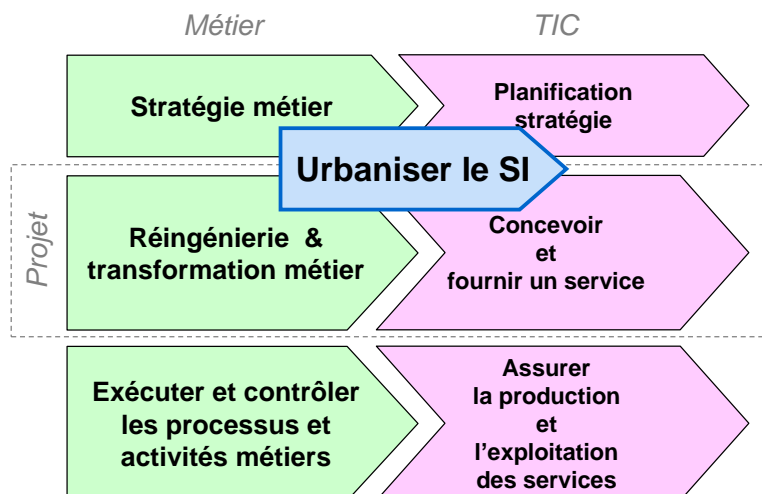 Métier
TIC
Stratégie métier
Planification
stratégie
Urbaniser le SI
Projet
Réingénierie &
transformation métier
Concevoir
et
fournir un service
Exécuter et contrôler
les processus et
activités métiers
Assurer
la production
et
l'exploitation
des services